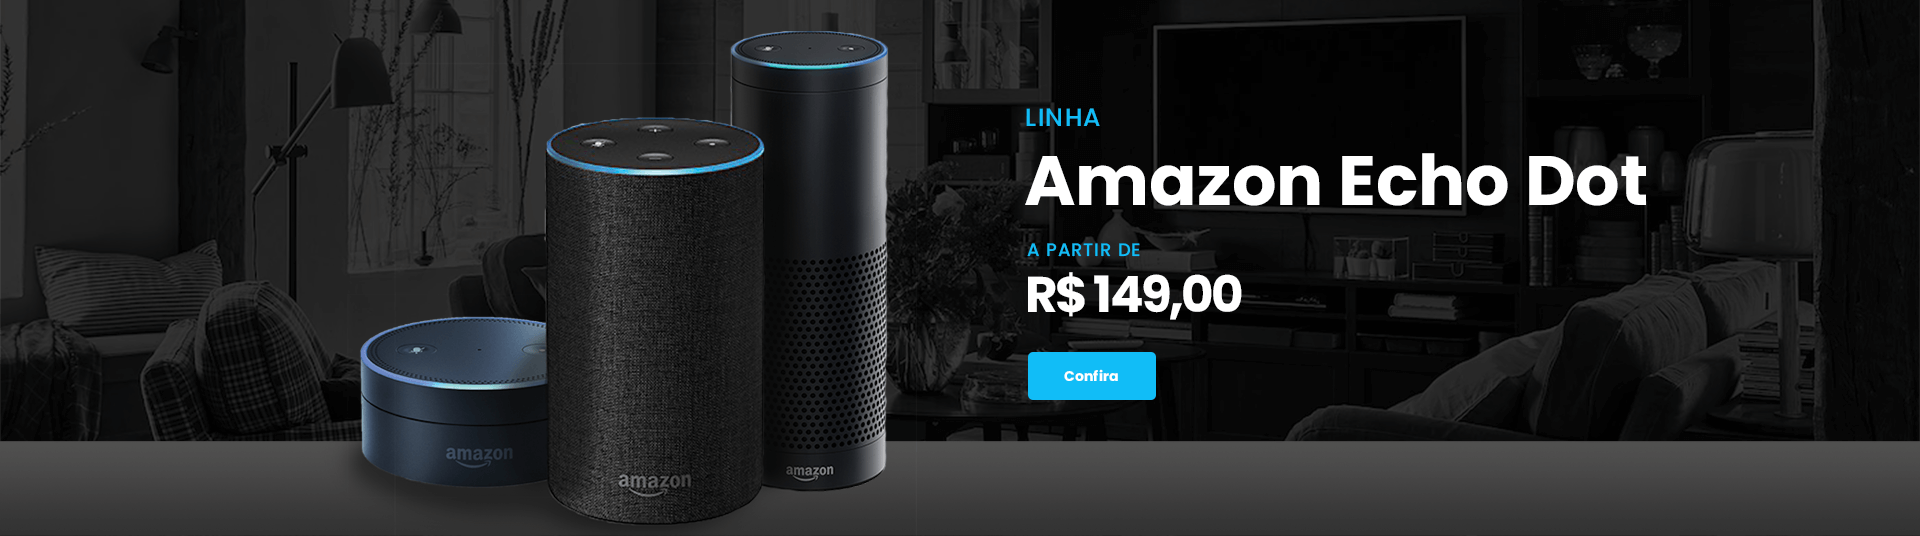 LINHA
Amazon Echo Dot
A PARTIR DE
R$ 149,00
Confira
amazon
amazon
amazon